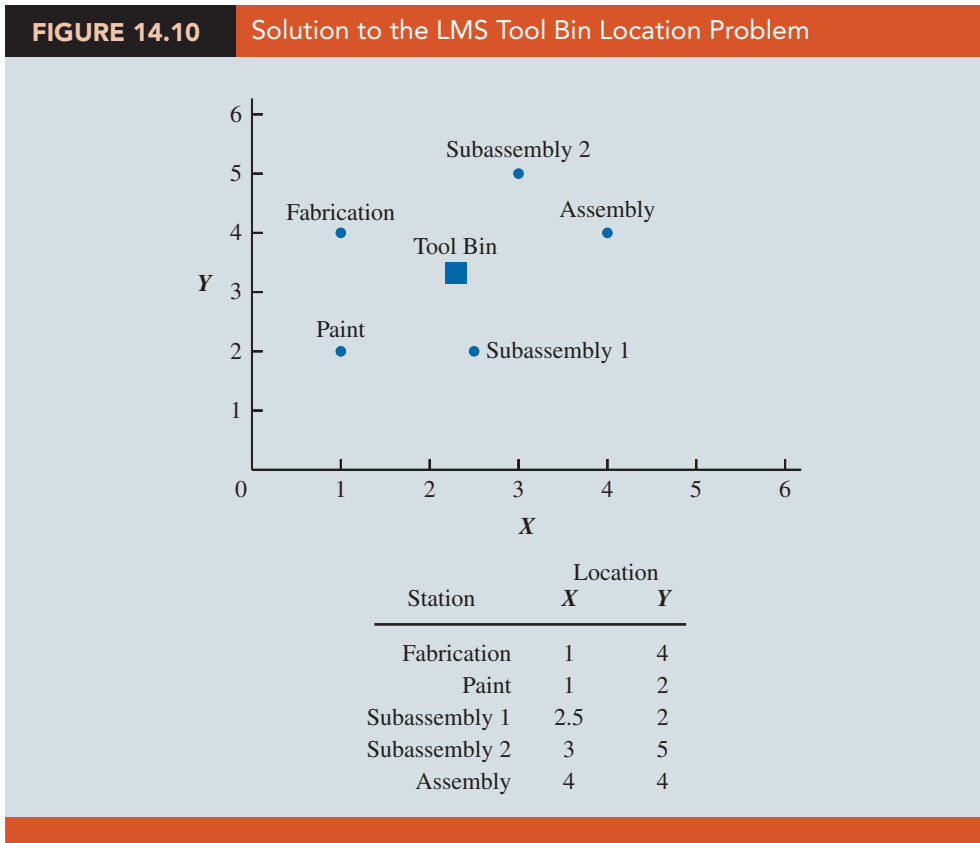 FIGURE 14.10 Solution to the LMS Tool Bin Location Problem
6
Subassembly 2
5
Fabrication
Assembly
4
Tool Bin
Y
3
Paint
2
Subassembly 1
1
0 1 2 3 4 5 6
X
Location
Station X Y
Fabrication 1 4
Paint 1 2
Subassembly 1 2.5 2
Subassembly 2 3 5
Assembly 4 4